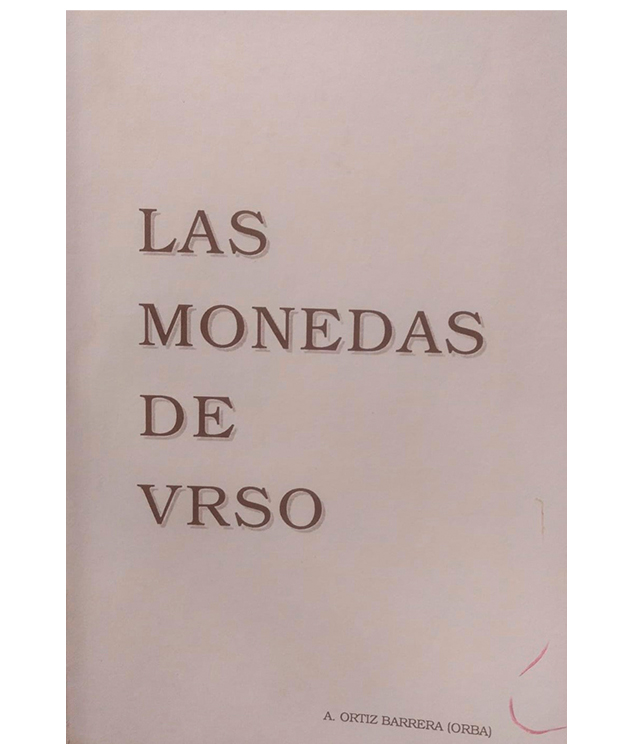 LAS
MONEDAS
DE
VRSO
A. ORTIZ BARRERA (ORBA)